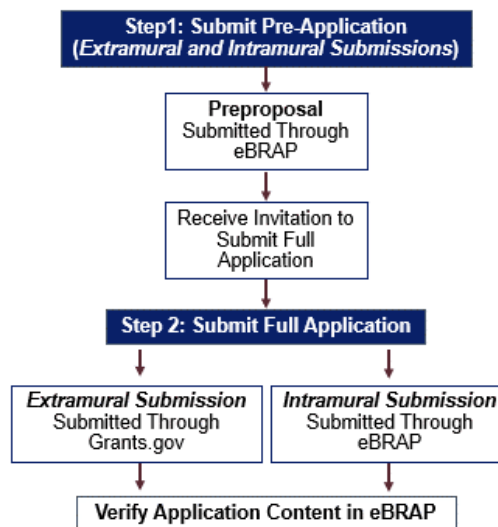 Step1: Submit Pre-Application
(Extramural and Intramural Submissions)
Preproposal
Submitted Through
eBRAP
Receive Invitation to
Submit Full
Application
Step 2: Submit Full Application
Extramural Submission
Submitted Through
Grants.gov
Intramural Submission
Submitted Through
eBRAP
Verify Application Content in eBRAP